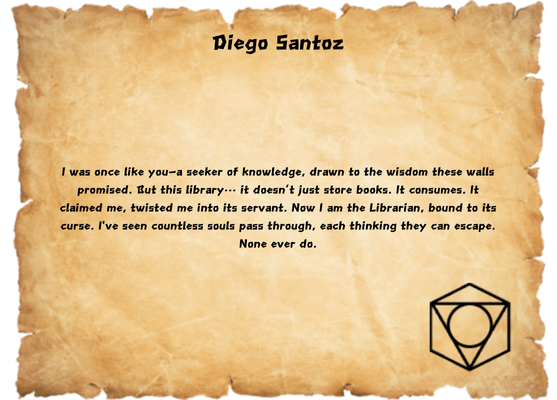 Diego Santoz
I was once like you—a seeker of knowledge, drawn to the wisdom these walls
promised. But this library... it doesn't just store books. It consumes. It
claimed me, twisted me into its servant. Now I am the Librarian, bound to its
curse. I've seen countless souls pass through, each thinking they can escape.
None ever do.